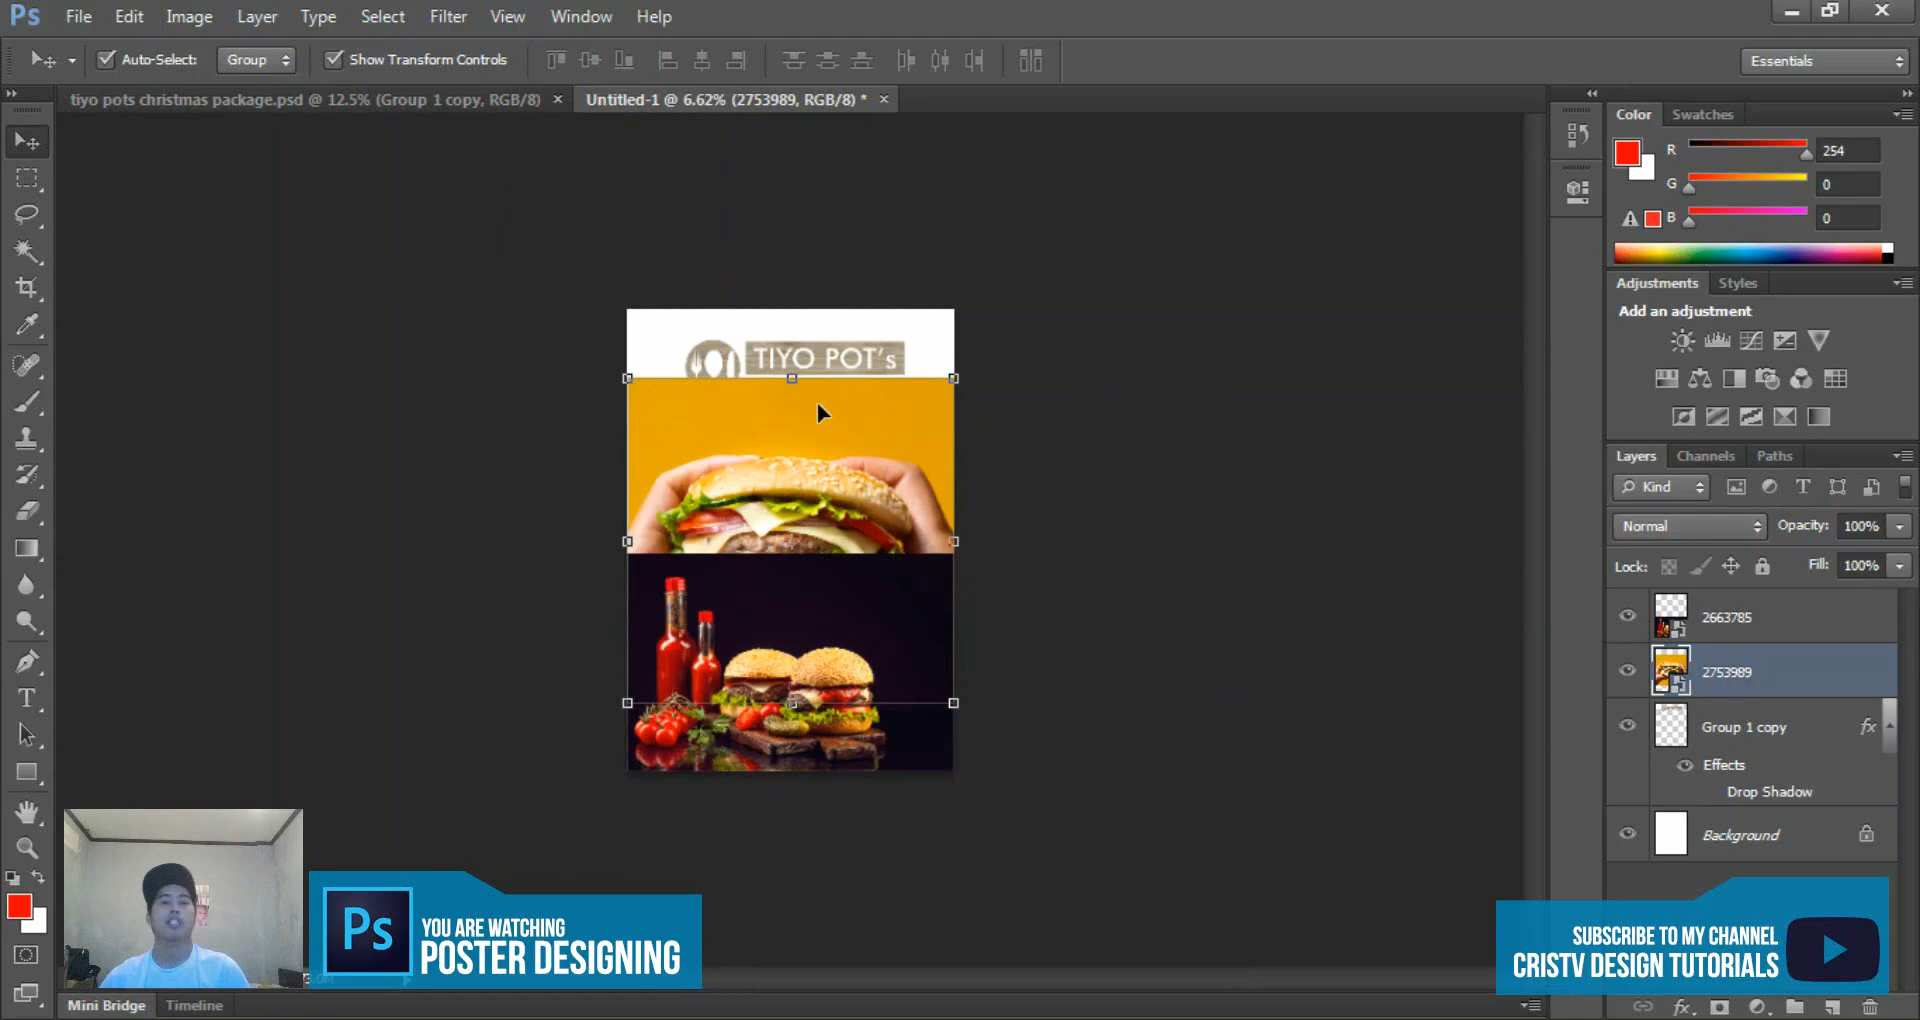 Ps File Edit Image Layer Type Select Filter View Window Help
Auto-Select: Group Show Transform Controls Essentials
tiyo pots christmas package.psd @ 12.5% (Group 1 copy, RGB/8) × Untitled-1 @ 6.62% (2753989, RGB/8) * ×
Color Swatches
R 254
G 0
B 0
Adjustments Styles
Add an adjustment
TIYO POT's
Layers Channels Paths
Kind
Normal Opacity: 100%
Lock: Fill: 100%
2663785
2753989
Group 1 copy fx
Effects
Drop Shadow
Background
Ps
YOU ARE WATCHING
POSTER DESIGNING
SUBSCRIBE TO MY CHANNEL
CRISTV DESIGN TUTORIALS
Mini Bridge Timeline
fx